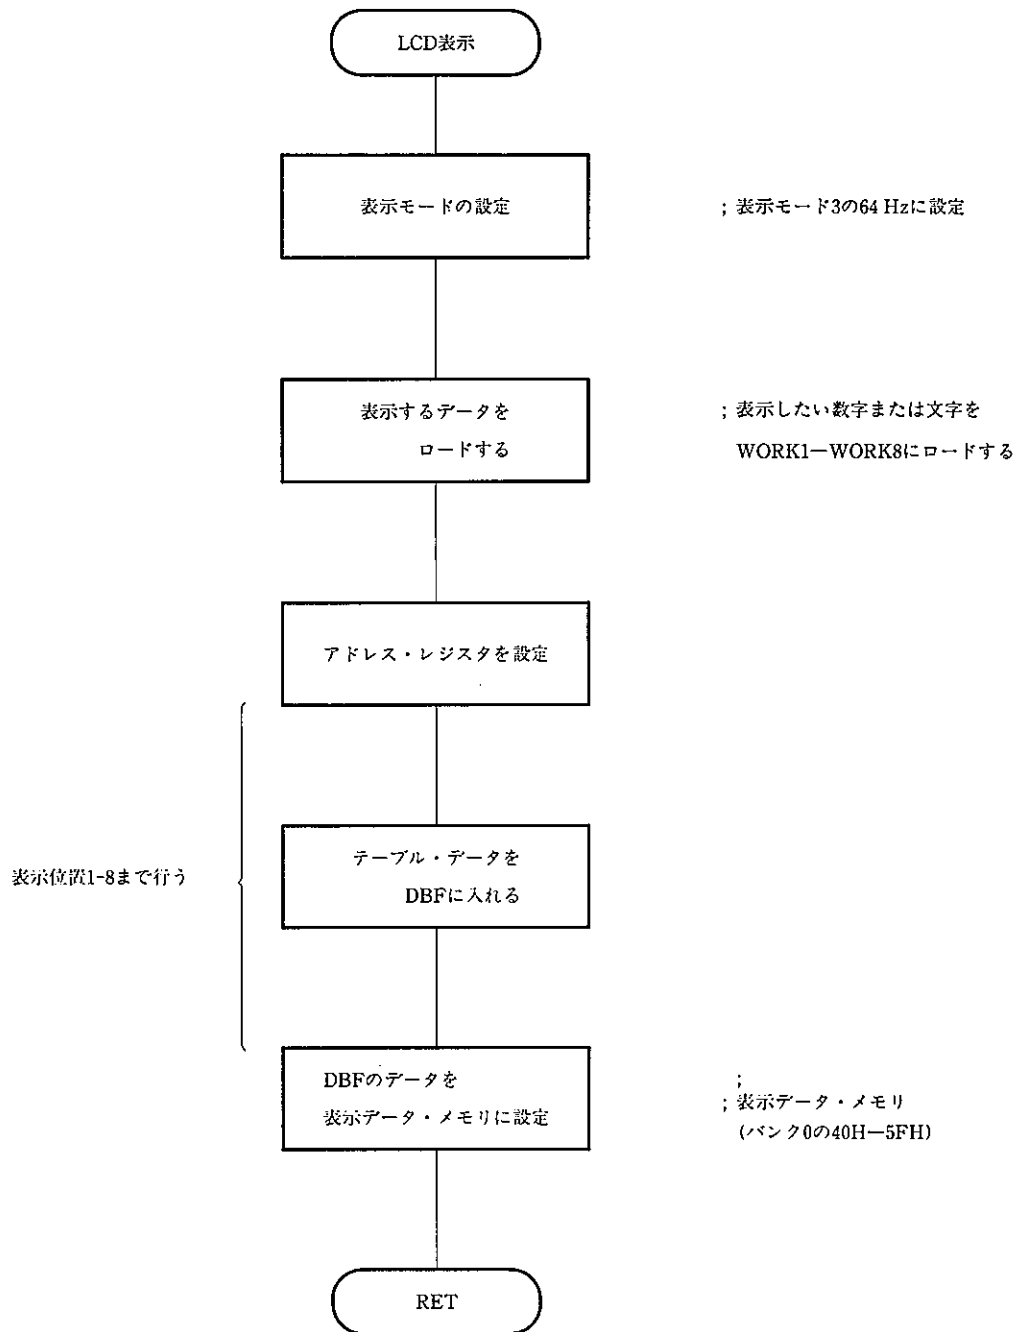 LCD表示
表示モードの設定
; 表示モード3の64 Hzに設定
表示するデータを
ロードする
; 表示したい数字または文字を
WORK1―WORK8にロードする
アドレス・レジスタを設定
表示位置1-8まで行う
テーブル・データを
DBFに入れる
DBFのデータを
表示データ・メモリに設定
;
; 表示データ・メモリ
(バンク0の40H―5FH)
RET